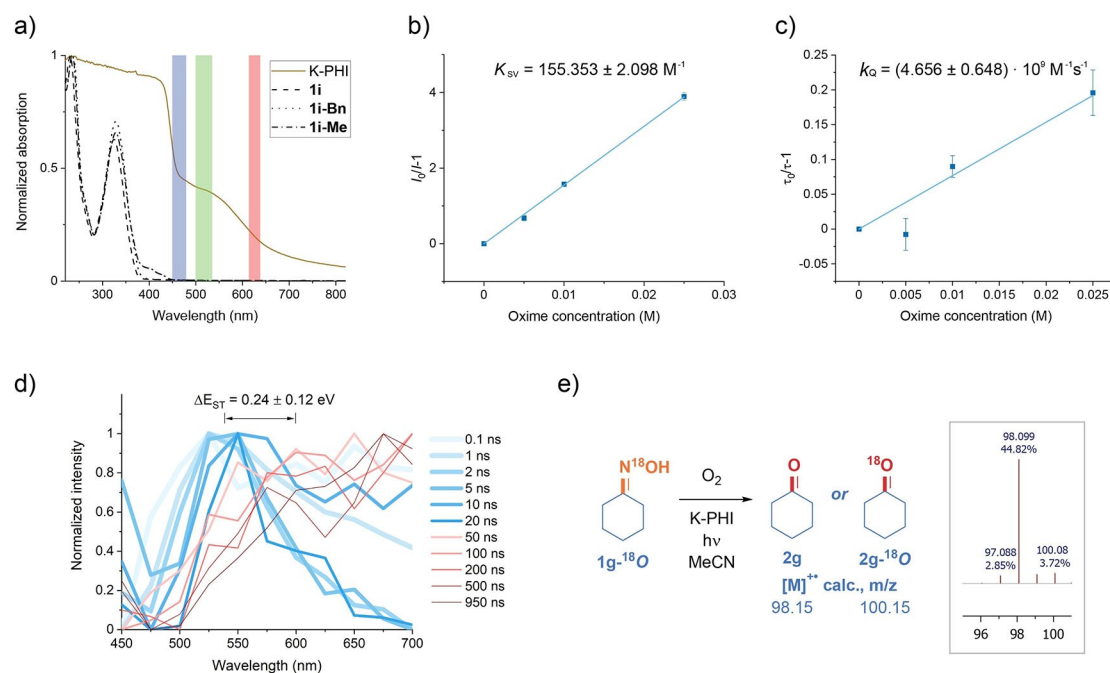 a)
Normalized absorption
1
0.5
0
300 400 500 600 700 800
Wavelength (nm)
K-PHI
1i
1i-Bn
1i-Me
b)
K_SV = 155.353 ± 2.098 M⁻¹
I₀/I-1
4
2
0
0 0.01 0.02 0.03
Oxime concentration (M)
c)
k_Q = (4.656 ± 0.648) · 10⁹ M⁻¹s⁻¹
τ₀/τ-1
0.25
0.20
0.15
0.10
0.05
0
-0.05
0 0.005 0.01 0.015 0.02 0.025
Oxime concentration (M)
d)
ΔE_ST = 0.24 ± 0.12 eV
Normalized intensity
1
0.8
0.6
0.4
0.2
0
450 500 550 600 650 700
Wavelength (nm)
0.1 ns
1 ns
2 ns
5 ns
10 ns
20 ns
50 ns
100 ns
200 ns
500 ns
950 ns
e)
N¹⁸OH
1g-¹⁸O
O₂
K-PHI
hν
MeCN
O
2g
or
¹⁸O
2g-¹⁸O
[M]⁺• calc., m/z
98.15 100.15
98.099
44.82%
97.088
2.85%
100.08
3.72%
96 98 100